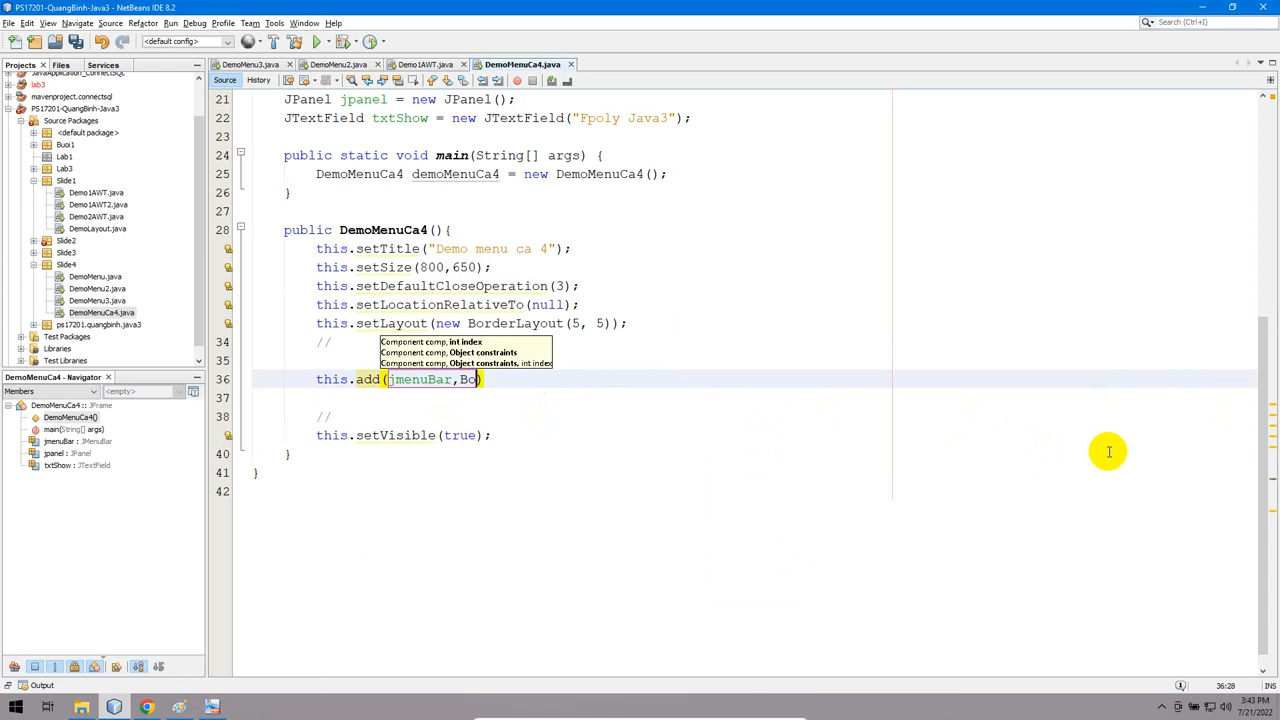 PS17201-QuangBinh-Java3 - NetBeans IDE 8.2
File Edit View Navigate Source Refactor Run Debug Profile Team Tools Window Help
Search (Ctrl+I)
<default config>
Projects Files Services
DemoMenu3.java DemoMenu2.java Demo1AWT.java DemoMenuCa4.java
Source History
JavaApplication_ConnectSQL
lab3
mavenproject.connectsql
PS17201-QuangBinh-Java3
Source Packages
<default package>
Buoi1
Lab1
Lab3
Slide1
Demo1AWT.java
Demo1AWT2.java
Demo2AWT.java
DemoLayout.java
Slide2
Slide3
Slide4
DemoMenu.java
DemoMenu2.java
DemoMenu3.java
DemoMenuCa4.java
ps17201.quangbinh.java3
Test Packages
Libraries
Test Libraries
DemoMenuCa4 - Navigator
Members <empty>
DemoMenuCa4 :: JFrame
DemoMenuCa4()
main(String[] args)
jmenuBar : JMenuBar
jpanel : JPanel
txtShow : JTextField
21 JPanel jpanel = new JPanel();
22 JTextField txtShow = new JTextField("Fpoly Java3");
23
24 public static void main(String[] args) {
25 DemoMenuCa4 demoMenuCa4 = new DemoMenuCa4();
26 }
27
28 public DemoMenuCa4(){
this.setTitle("Demo menu ca 4");
this.setSize(800,650);
this.setDefaultCloseOperation(3);
this.setLocationRelativeTo(null);
this.setLayout(new BorderLayout(5, 5));
34 //
Component comp, int index
Component comp, Object constraints
Component comp, Object constraints, int index
35
36 this.add(jmenuBar,Bo)
37
38 //
this.setVisible(true);
40 }
41 }
42
Output
36:28 INS
3:43 PM
7/21/2022